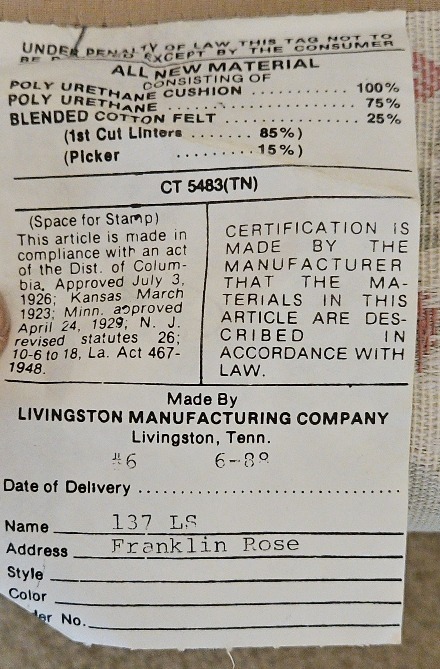 UNDER PENALTY OF LAW, THIS TAG NOT TO
BE EXCEPT BY THE CONSUMER
ALL NEW MATERIAL
CONSISTING OF
POLY URETHANE CUSHION .......... 100%
POLY URETHANE .................... 75%
BLENDED COTTON FELT .......... 25%
(1st Cut Linters ....... 85%)
(Picker ......... 15%)
CT 5483(TN)
(Space for Stamp)
This article is made in
compliance with an act
of the Dist. of Colum-
bia. Approved July 3,
1926; Kansas March
1923; Minn. approved
April 24, 1929; N. J.
revised statutes 26;
10-6 to 18, La. Act 467-
1948.
CERTIFICATION IS
MADE BY THE
MANUFACTURER
THAT THE MA-
TERIALS IN THIS
ARTICLE ARE DES-
CRIBED IN
ACCORDANCE WITH
LAW.
Made By
LIVINGSTON MANUFACTURING COMPANY
Livingston, Tenn.
#6
Date of Delivery ........................................
Name 137 LS
Address Franklin Rose
Style
Color
No.